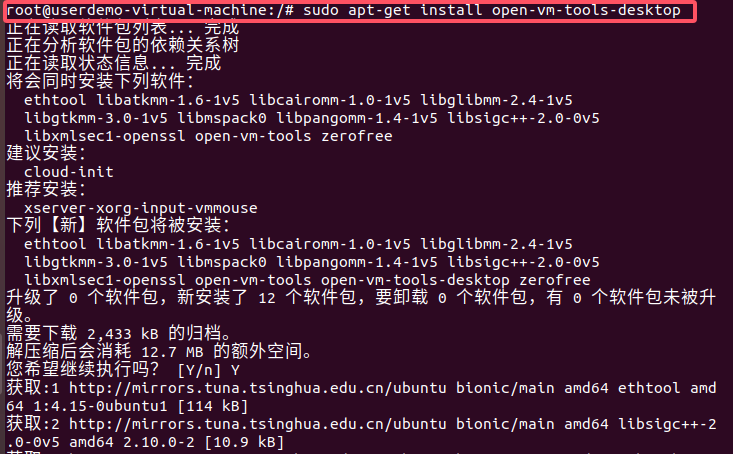 root@userdemo-virtual-machine:/# sudo apt-get install open-vm-tools-desktop
正在读取软件包列表... 完成
正在分析软件包的依赖关系树
正在读取状态信息... 完成
将会同时安装下列软件：
ethtool libatkmm-1.6-1v5 libcairomm-1.0-1v5 libglibmm-2.4-1v5
libgtkmm-3.0-1v5 libmspack0 libpangomm-1.4-1v5 libsigc++-2.0-0v5
libxmlsec1-openssl open-vm-tools zerofree
建议安装：
cloud-init
推荐安装：
xserver-xorg-input-vmmouse
下列【新】软件包将被安装：
ethtool libatkmm-1.6-1v5 libcairomm-1.0-1v5 libglibmm-2.4-1v5
libgtkmm-3.0-1v5 libmspack0 libpangomm-1.4-1v5 libsigc++-2.0-0v5
libxmlsec1-openssl open-vm-tools open-vm-tools-desktop zerofree
升级了 0 个软件包，新安装了 12 个软件包，要卸载 0 个软件包，有 0 个软件包未被升
级。
需要下载 2,433 kB 的归档。
解压缩后会消耗 12.7 MB 的额外空间。
您希望继续执行吗？ [Y/n] Y
获取:1 http://mirrors.tuna.tsinghua.edu.cn/ubuntu bionic/main amd64 ethtool amd
64 1:4.15-0ubuntu1 [114 kB]
获取:2 http://mirrors.tuna.tsinghua.edu.cn/ubuntu bionic/main amd64 libsigc++-2
.0-0v5 amd64 2.10.0-2 [10.9 kB]